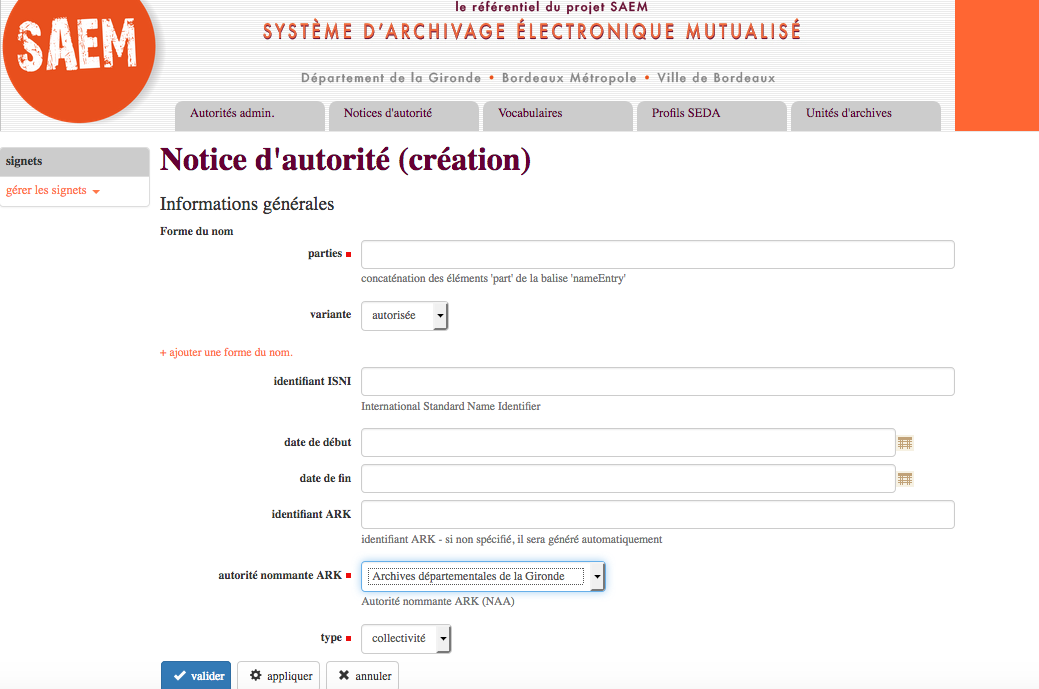 le référentiel du projet SAEM
SAEM
SYSTÈME D'ARCHIVAGE ÉLECTRONIQUE MUTUALISÉ
Département de la Gironde • Bordeaux Métropole • Ville de Bordeaux
Autorités admin. Notices d'autorité Vocabulaires Profils SEDA Unités d'archives
signets
gérer les signets
Notice d'autorité (création)
Informations générales
Forme du nom
parties
concaténation des éléments 'part' de la balise 'nameEntry'
variante autorisée
+ ajouter une forme du nom.
identifiant ISNI
International Standard Name Identifier
date de début
date de fin
identifiant ARK
identifiant ARK - si non spécifié, il sera généré automatiquement
autorité nommante ARK Archives départementales de la Gironde
Autorité nommante ARK (NAA)
type collectivité
valider appliquer annuler